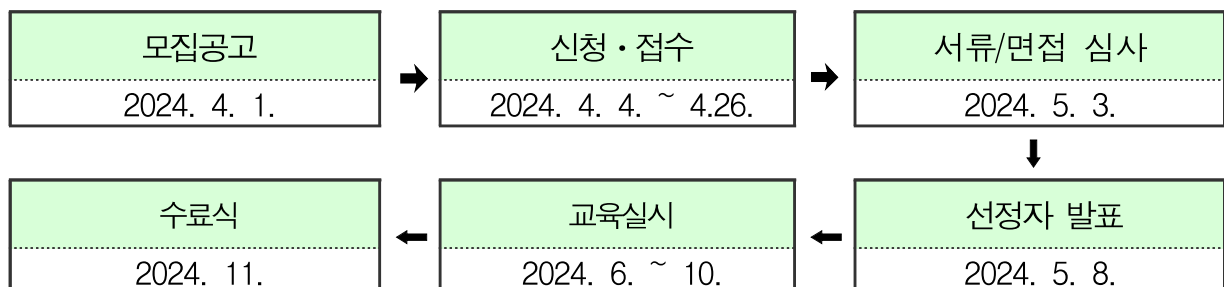 모집공고
2024. 4. 1.
신청・접수
2024. 4. 4. ~ 4.26.
서류/면접 심사
2024. 5. 3.
선정자 발표
2024. 5. 8.
교육실시
2024. 6. ~ 10.
수료식
2024. 11.